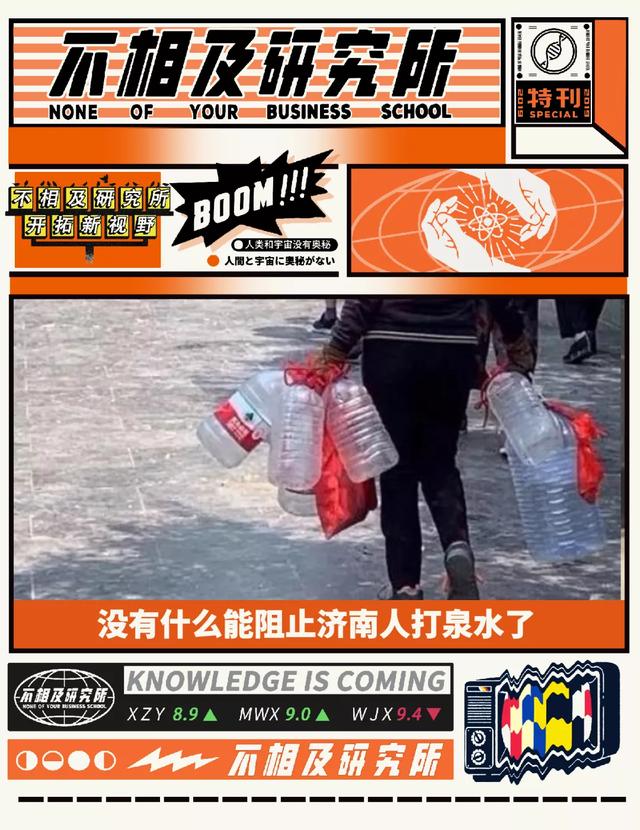 不相及研究所
NONE OF YOUR BUSINESS SCHOOL
特刊
SPECIAL
2019
2019
不相及研究所
开拓新视野
BOOM!!!
人类和宇宙没有奥秘
人間と宇宙に奥秘がない
没有什么能阻止济南人打泉水了
不相及研究所
NONE OF YOUR BUSINESS SCHOOL
KNOWLEDGE IS COMING
XZY 8.9▲ MWX 9.0▲ WJX 9.4▼
不相及研究所